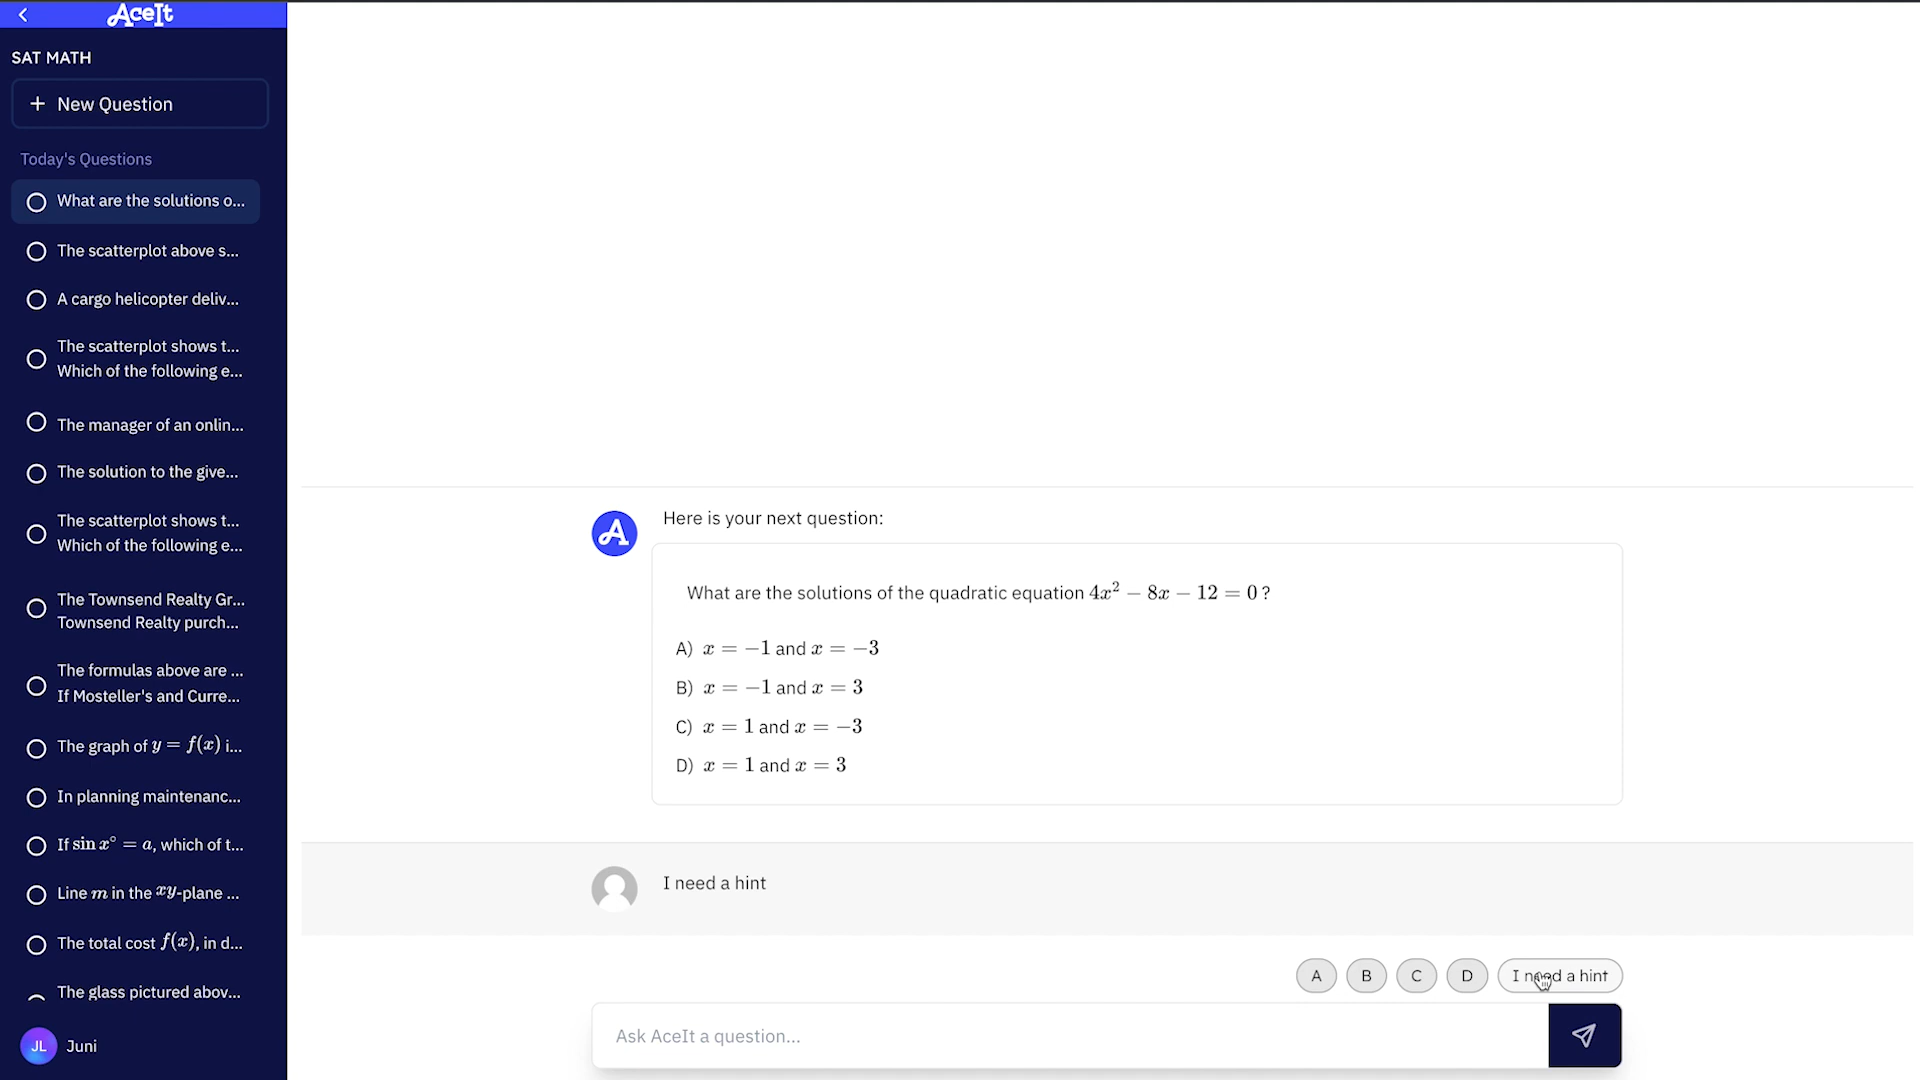 AceIt
SAT MATH
+ New Question
Today's Questions
What are the solutions o...
The scatterplot above s...
A cargo helicopter deliv...
The scatterplot shows t...
Which of the following e...
The manager of an onlin...
The solution to the give...
The scatterplot shows t...
Which of the following e...
The Townsend Realty Gr...
Townsend Realty purch...
The formulas above are ...
If Mosteller's and Curre...
The graph of y = f(x) i...
In planning maintenanc...
If sin x° = a, which of t...
Line m in the xy-plane ...
The total cost f(x), in d...
The glass pictured abov...
JL Juni
A
Here is your next question:
What are the solutions of the quadratic equation 4x² − 8x − 12 = 0 ?
A) x = −1 and x = −3
B) x = −1 and x = 3
C) x = 1 and x = −3
D) x = 1 and x = 3
I need a hint
A B C D I need a hint
Ask AceIt a question...